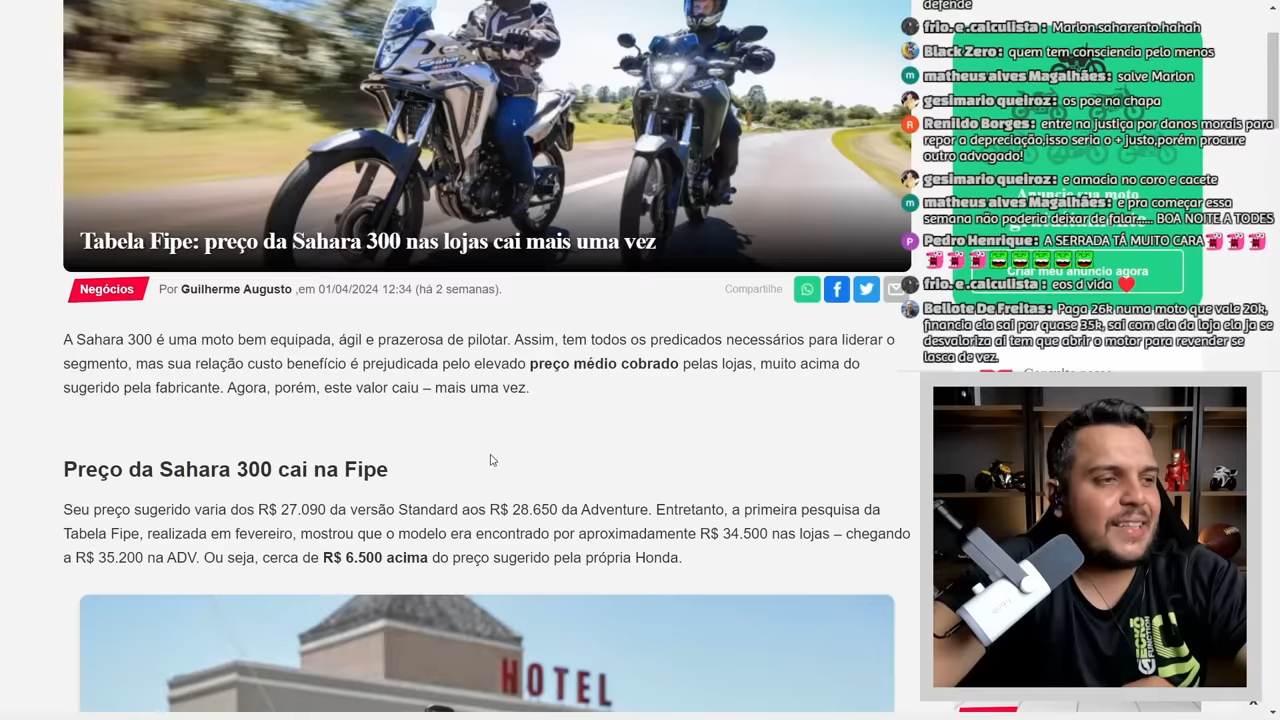 Tabela Fipe: preço da Sahara 300 nas lojas cai mais uma vez
Negócios
Por Guilherme Augusto ,em 01/04/2024 12:34 (há 2 semanas).
Compartilhe
A Sahara 300 é uma moto bem equipada, ágil e prazerosa de pilotar. Assim, tem todos os predicados necessários para liderar o
segmento, mas sua relação custo benefício é prejudicada pelo elevado preço médio cobrado pelas lojas, muito acima do
sugerido pela fabricante. Agora, porém, este valor caiu – mais uma vez.
Preço da Sahara 300 cai na Fipe
Seu preço sugerido varia dos R$ 27.090 da versão Standard aos R$ 28.650 da Adventure. Entretanto, a primeira pesquisa da
Tabela Fipe, realizada em fevereiro, mostrou que o modelo era encontrado por aproximadamente R$ 34.500 nas lojas – chegando
a R$ 35.200 na ADV. Ou seja, cerca de R$ 6.500 acima do preço sugerido pela própria Honda.
HOTEL
defende
frio.e.calculista : Marlon.saharento.hahah
Black Zero : quem tem consciencia pelo menos
matheus alves Magalhães : salve Marlon
gesimario queiroz : os poe na chapa
Renildo Borges : entre na justiça por danos morais para
repor a depreciação,isso seria o + justo,porém procure
outro advogado!
gesimario queiroz : e amacia no coro e cacete
matheus alves Magalhães : e pra começar essa
semana não poderia deixar de falar..... BOA NOITE A TODES
Pedro Henrique : A SERRADA TÁ MUITO CARA
frio.e.calculista : eos d vida
Bellote De Freitas : Paga 26k numa moto que vale 20k,
financia ela sai por quase 35k, sai com ela da loja ela ja se
desvaloriza aí tem que abrir o motor para revender se
lasca de vez.
Anuncie sua moto
Criar meu anúncio agora